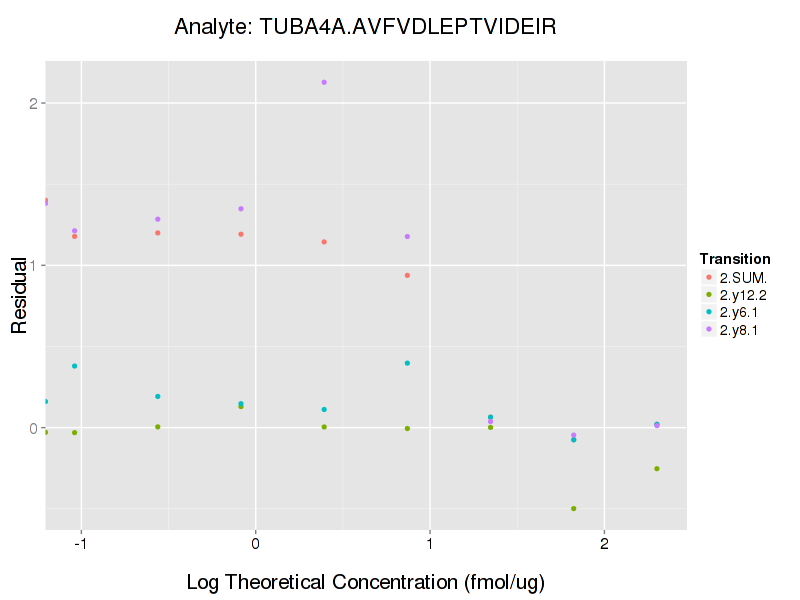 Analyte: TUBA4A.AVFVDLEPTVIDEIR
Residual
2
1
0
-1
0
1
2
Log Theoretical Concentration (fmol/ug)
Transition
2.SUM.
2.y12.2
2.y6.1
2.y8.1